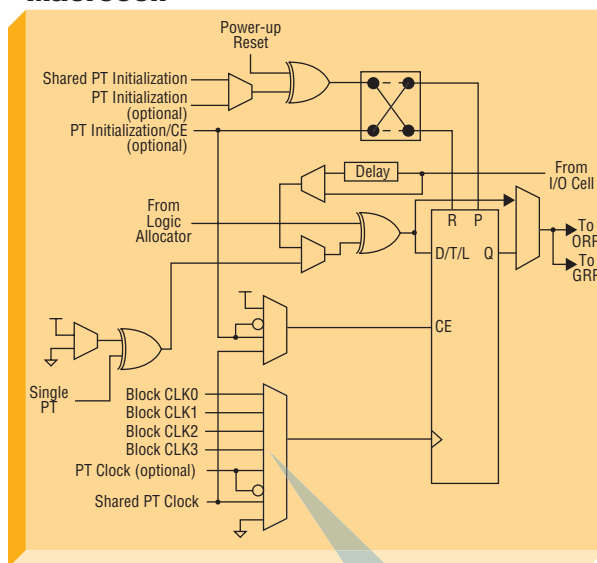 Power-up
Reset
Shared PT Initialization
PT Initialization
(optional)
PT Initialization/CE
(optional)
Delay
From
I/O Cell
From
Logic
Allocator
R P
To
ORP
D/T/L Q
To
GRP
CE
Single
PT
Block CLK0
Block CLK1
Block CLK2
Block CLK3
PT Clock (optional)
Shared PT Clock